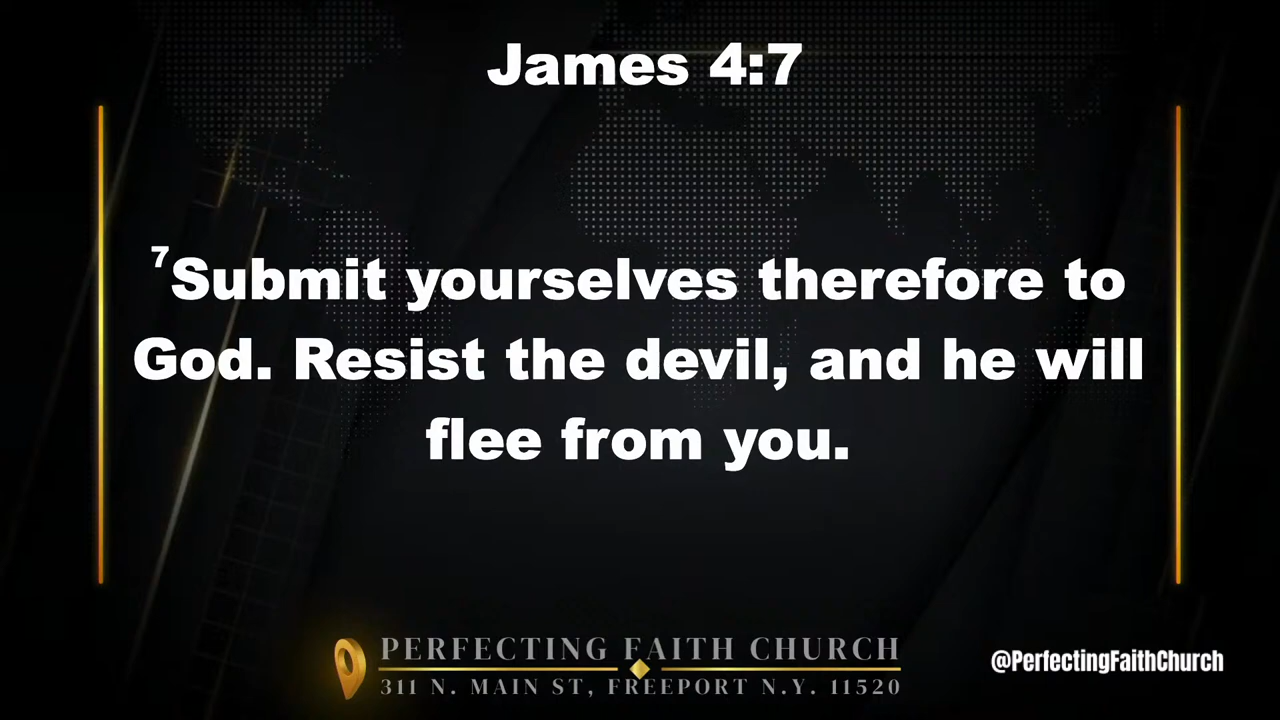 James 4:7
⁷Submit yourselves therefore to
God. Resist the devil, and he will
flee from you.
PERFECTING FAITH CHURCH
311 N. MAIN ST, FREEPORT N.Y. 11520
@PerfectingFaithChurch